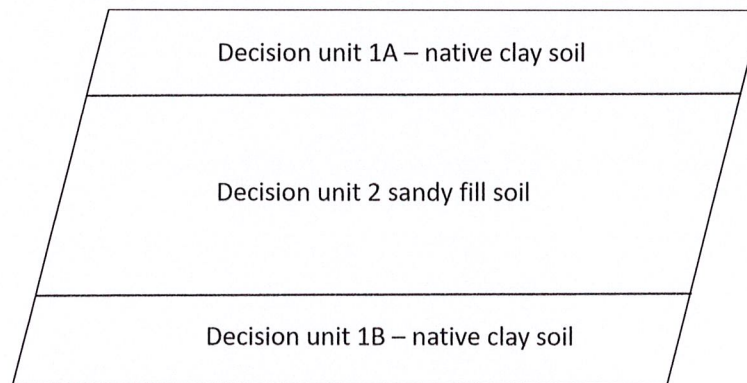 Decision unit 1A – native clay soil
Decision unit 2 sandy fill soil
Decision unit 1B – native clay soil